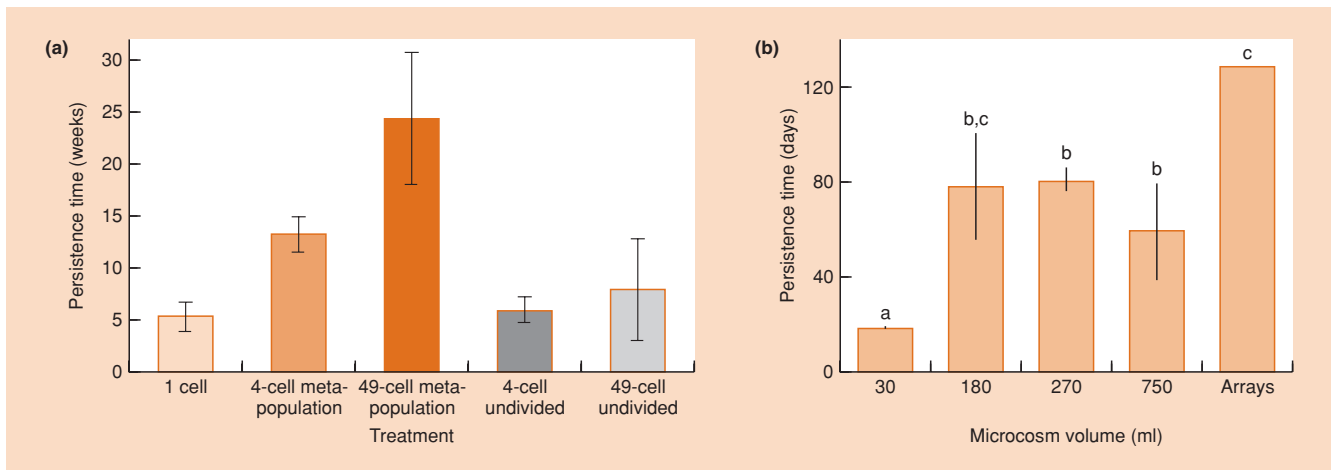 (a)
Persistence time (weeks)
30
25
20
15
10
5
0
1 cell
4-cell meta-
population
49-cell meta-
population
4-cell
undivided
49-cell
undivided
Treatment
(b)
Persistence time (days)
120
80
40
0
a
b,c
b
b
c
30
180
270
750
Arrays
Microcosm volume (ml)